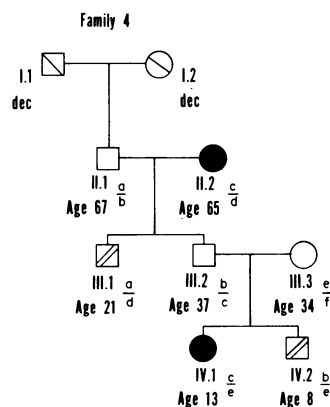 Family 4
I.1
dec
I.2
dec
II.1 a/b
Age 67
II.2 c/d
Age 65
III.1 a/d
Age 21
III.2 b/c
Age 37
III.3 e/f
Age 34
IV.1 c/e
Age 13
IV.2 b/e
Age 8